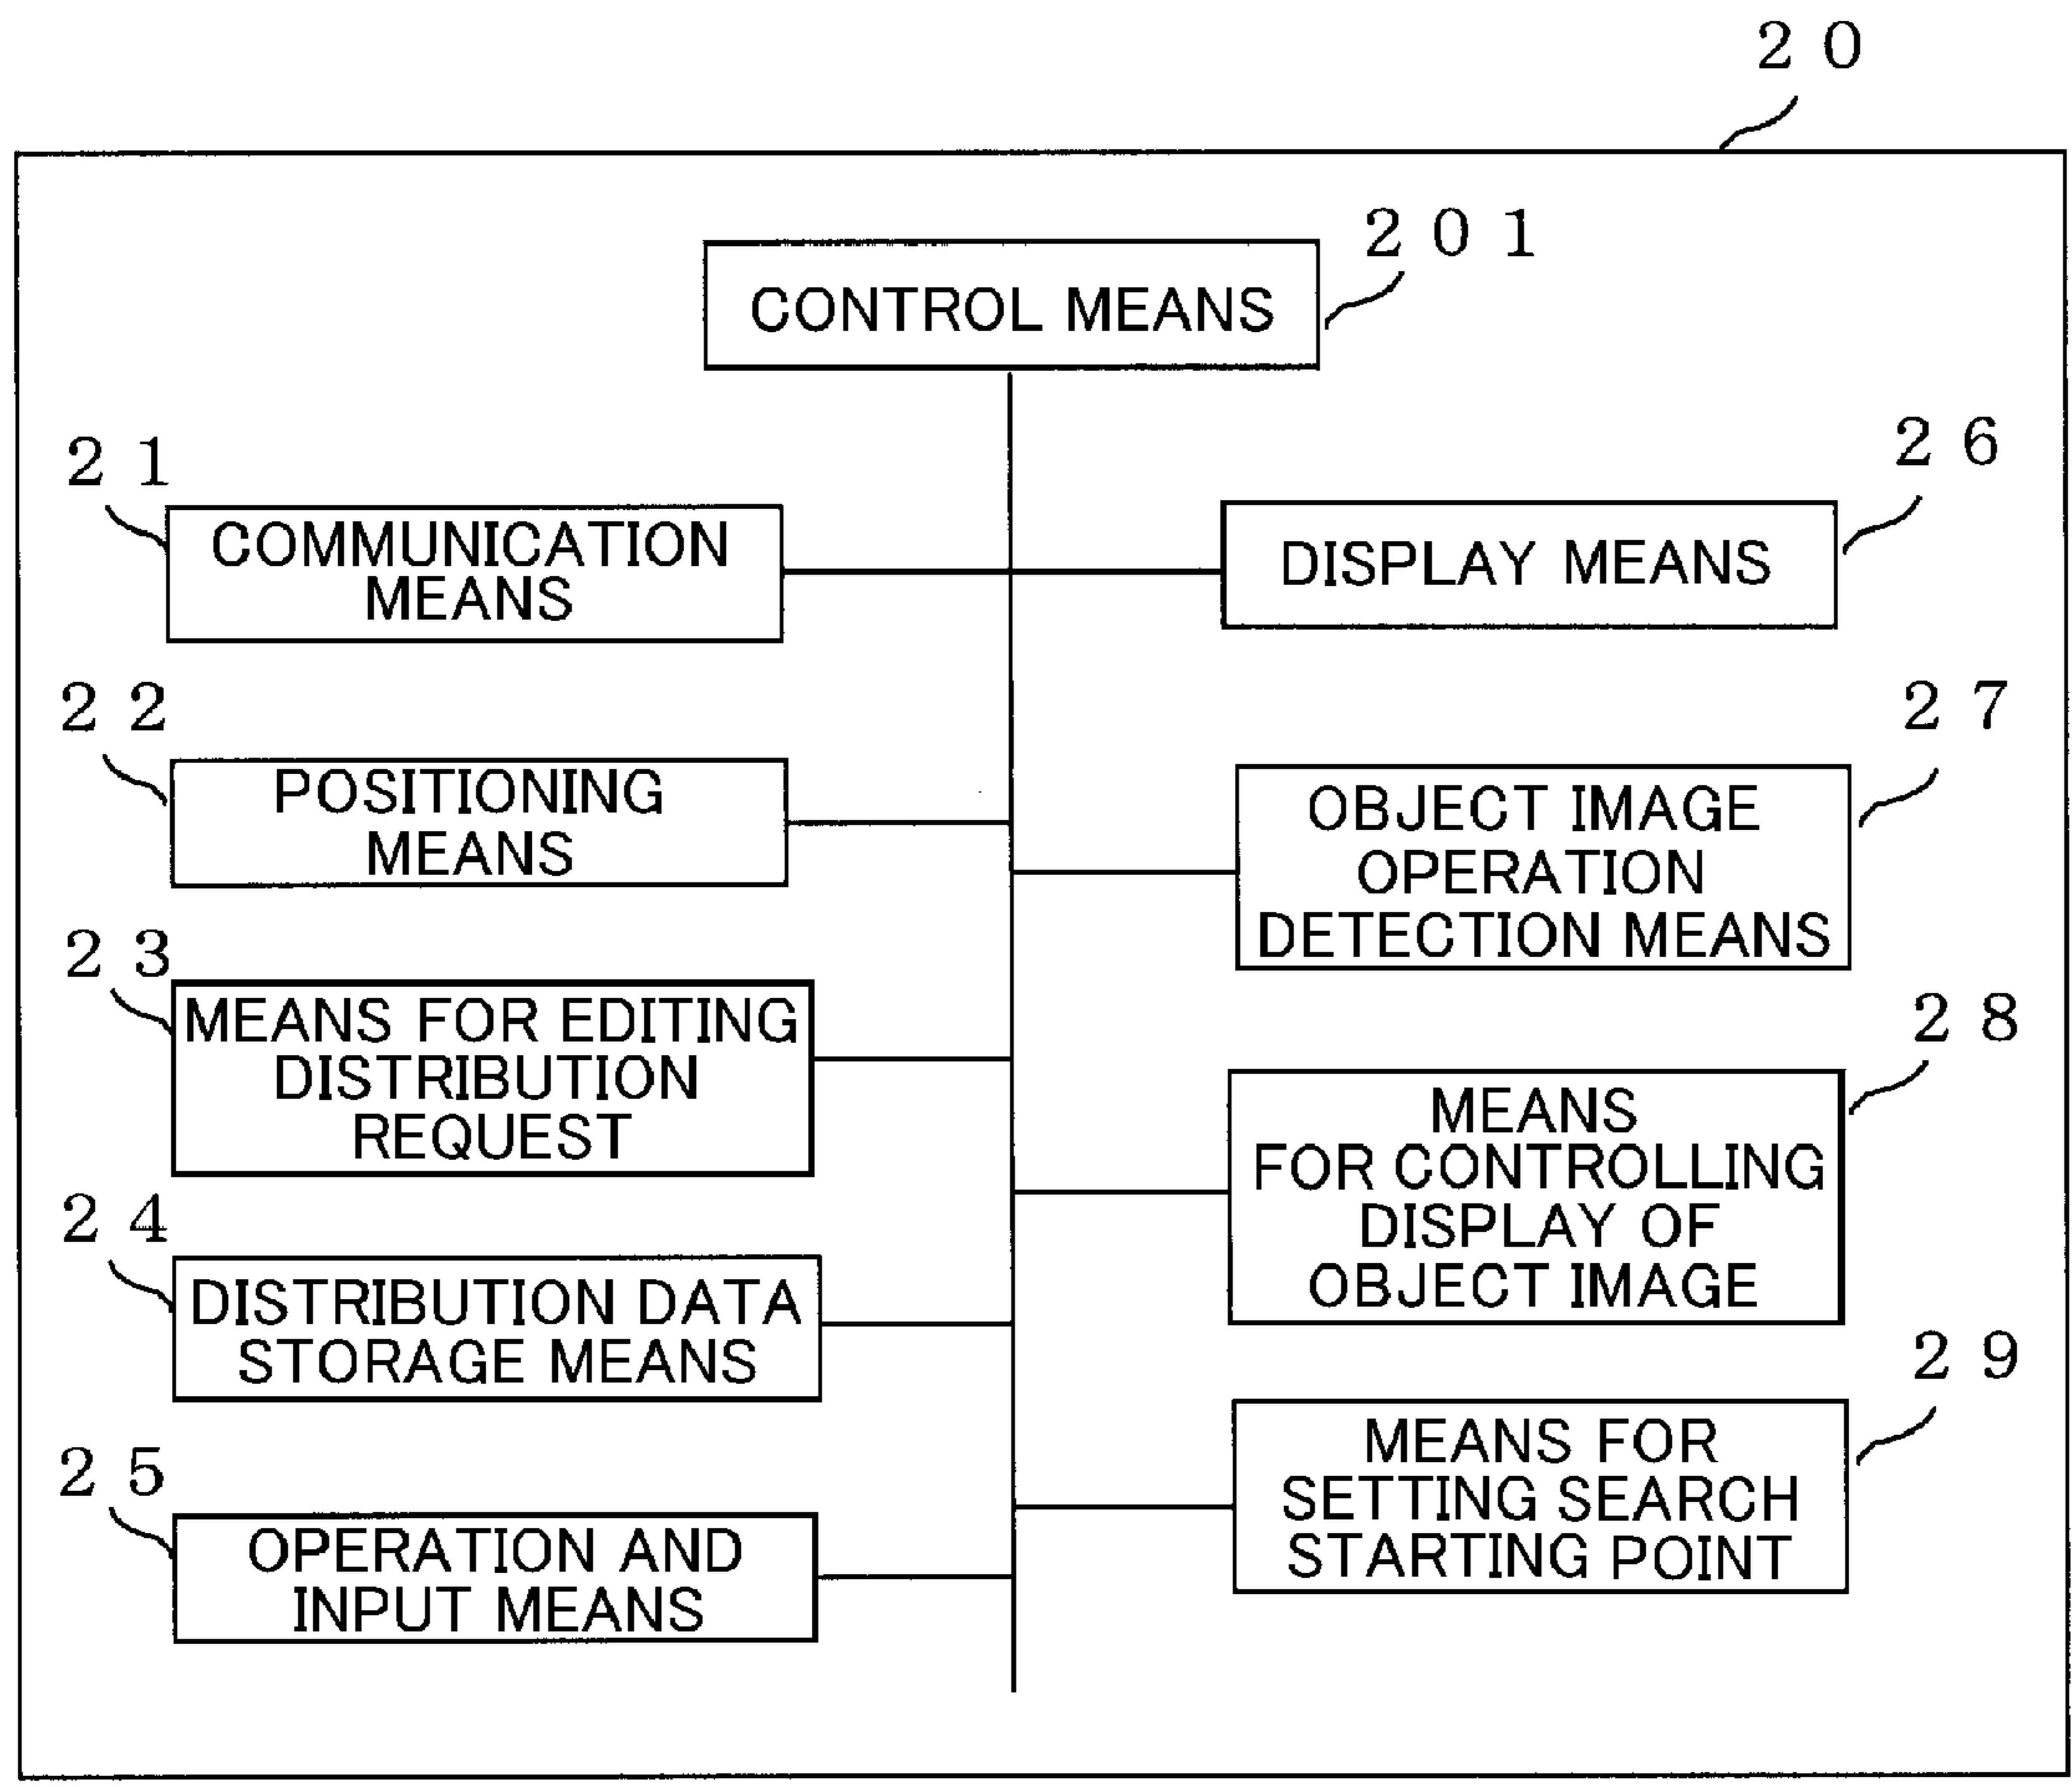 20
201
CONTROL MEANS
21
COMMUNICATION
MEANS
22
POSITIONING
MEANS
23
MEANS FOR EDITING
DISTRIBUTION
REQUEST
24
DISTRIBUTION DATA
STORAGE MEANS
25
OPERATION AND
INPUT MEANS
26
DISPLAY MEANS
27
OBJECT IMAGE
OPERATION
DETECTION MEANS
28
MEANS
FOR CONTROLLING
DISPLAY OF
OBJECT IMAGE
29
MEANS FOR
SETTING SEARCH
STARTING POINT